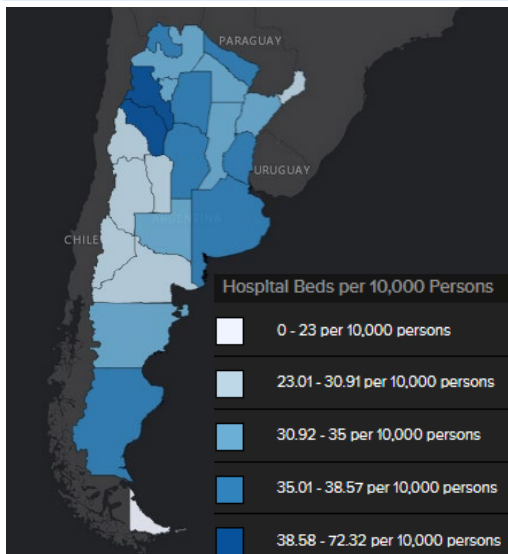 PARAGUAY
URUGUAY
ARGENTINA
CHILE
Hospital Beds per 10,000 Persons
0 - 23 per 10,000 persons
23.01 - 30.91 per 10,000 persons
30.92 - 35 per 10,000 persons
35.01 - 38.57 per 10,000 persons
38.58 - 72.32 per 10,000 persons